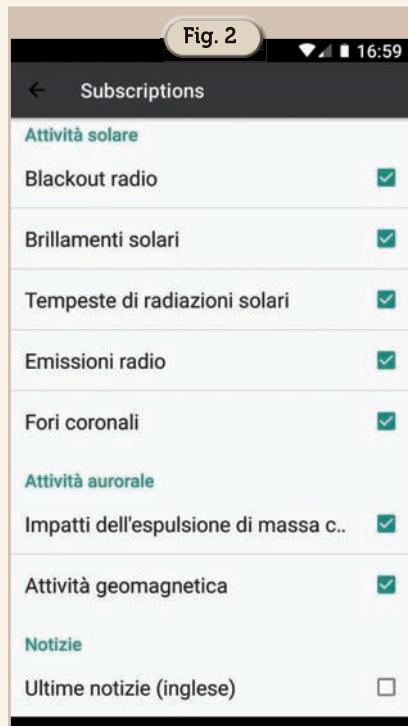 Fig. 2
16:59
Subscriptions
Attività solare
Blackout radio
Brillamenti solari
Tempeste di radiazioni solari
Emissioni radio
Fori coronali
Attività aurorale
Impatti dell'espulsione di massa c..
Attività geomagnetica
Notizie
Ultime notizie (inglese)